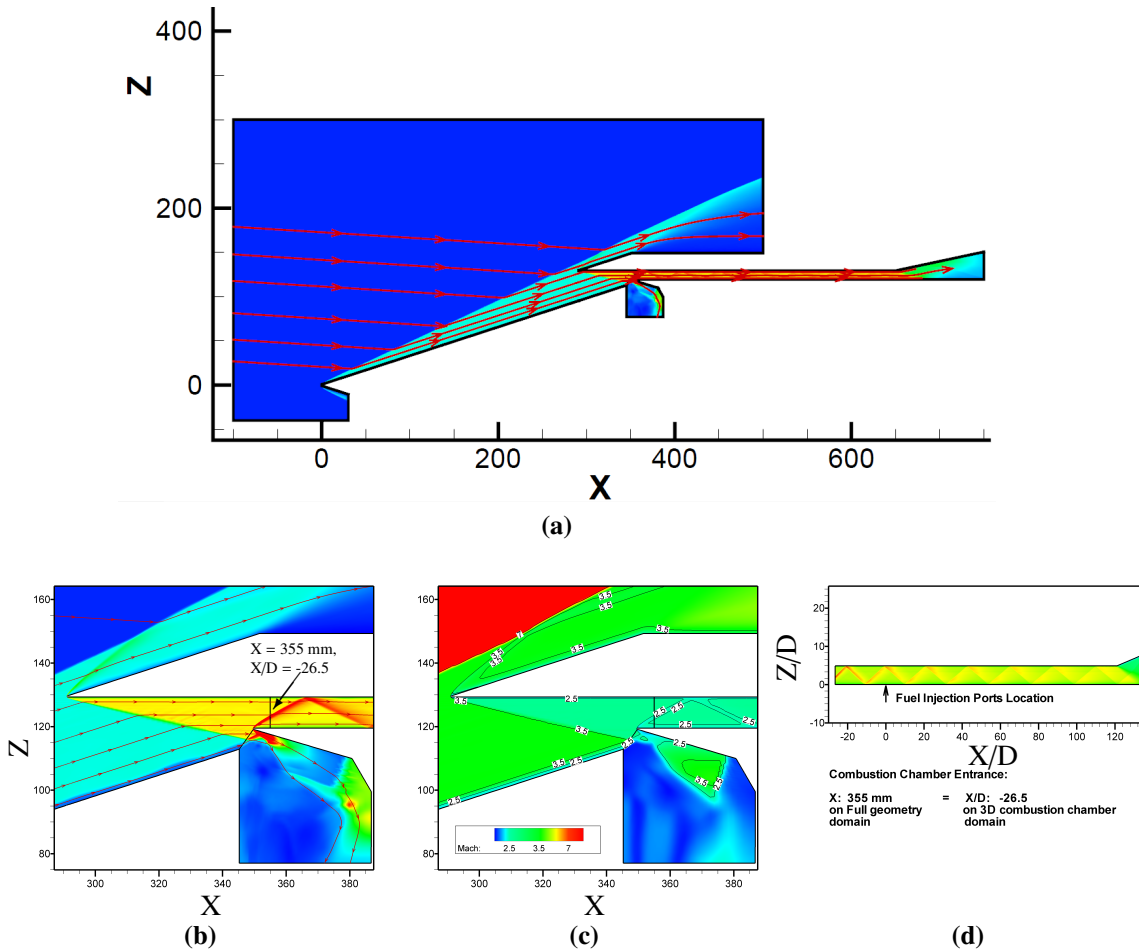 400
200
0
Z
0 200 400 600
X
(a)
160
140
120
100
80
Z
300 320 340 360 380
X
X = 355 mm,
X/D = -26.5
(b)
160
140
120
100
80
300 320 340 360 380
X
3.5
7
3.5
3.5
3.5
3.5
2.5
3.5
2.5
2.5
2.5
2.5
2.5
2.5
2.5
3.5
2.5
Mach: 2.5 3.5 7
(c)
20
10
0
-10
Z/D
-20 0 20 40 60 80 100 120
X/D
Fuel Injection Ports Location
Combustion Chamber Entrance:
X: 355 mm = X/D: -26.5
on Full geometry on 3D combustion chamber
domain domain
(d)